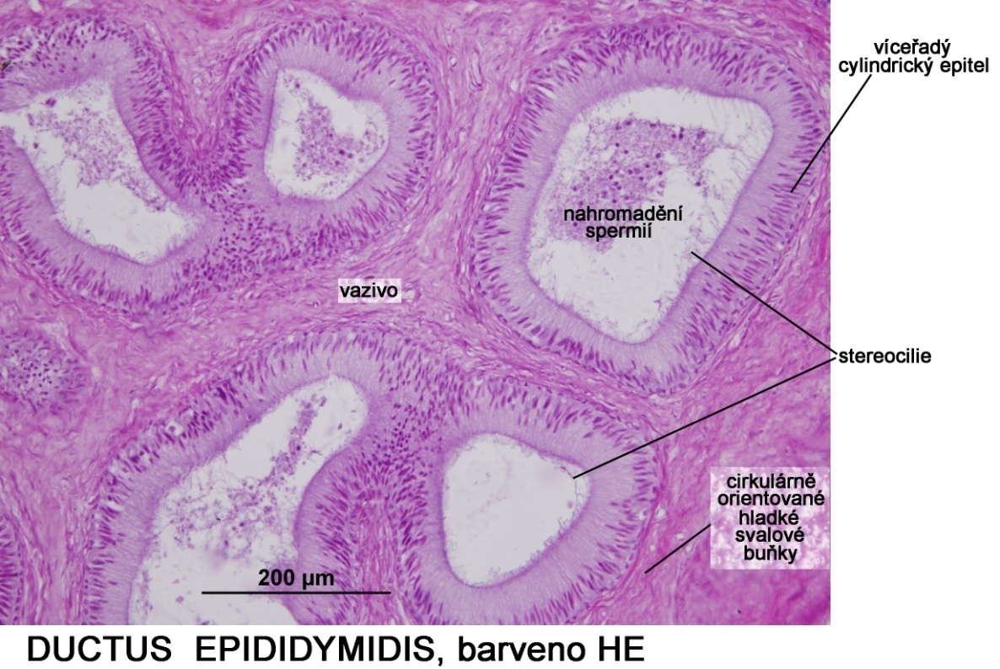 víceřadý
cylindrický epitel
nahromadění
spermií
vazivo
stereocilie
cirkulárně
orientované
hladké
svalové
buňky
200 µm
DUCTUS EPIDIDYMIDIS, barveno HE